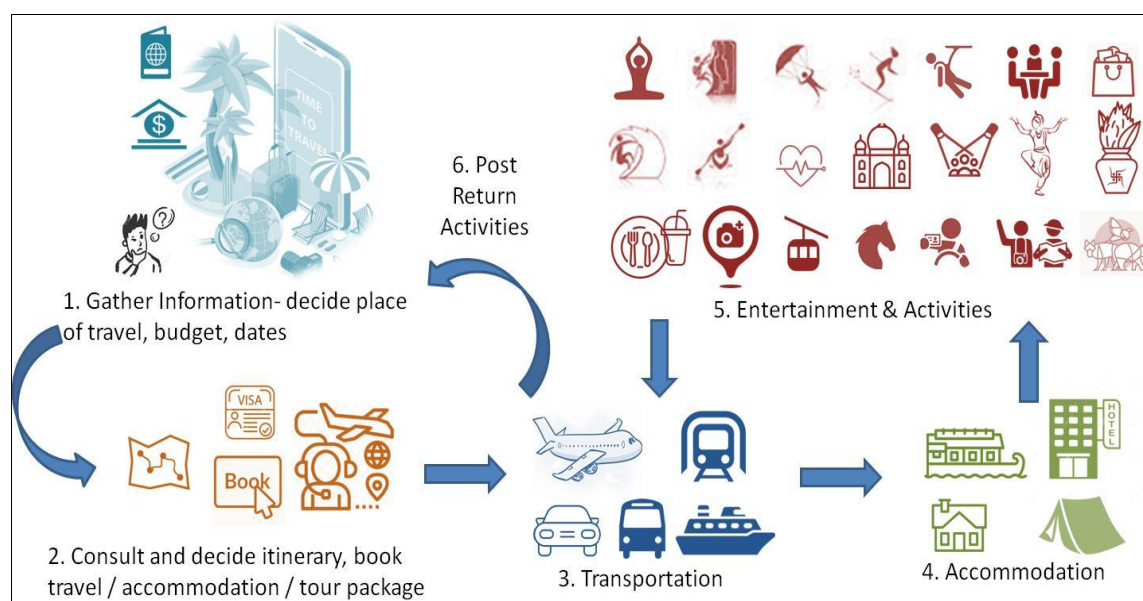 TIME
TO
TRAVEL
$
?
1. Gather Information- decide place
of travel, budget, dates
VISA
Book
2. Consult and decide itinerary, book
travel / accommodation / tour package
6. Post
Return
Activities
3. Transportation
HOTEL
4. Accommodation
5. Entertainment & Activities